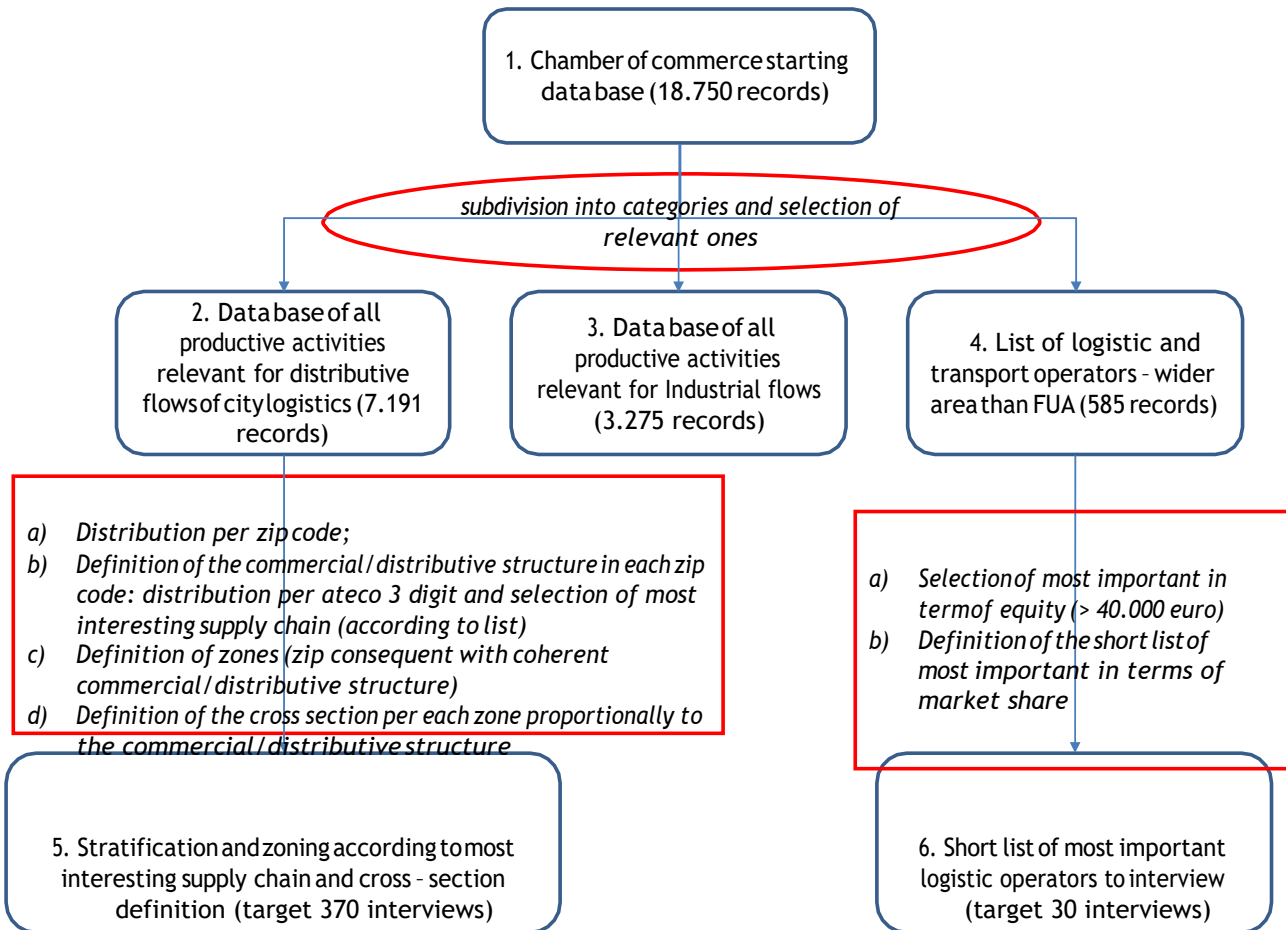 1. Chamber of commerce starting
data base (18.750 records)
subdivision into categories and selection of
relevant ones
2. Data base of all
productive activities
relevant for distributive
flows of city logistics (7.191
records)
3. Data base of all
productive activities
relevant for Industrial flows
(3.275 records)
4. List of logistic and
transport operators – wider
area than FUA (585 records)
a) Distribution per zip code;
b) Definition of the commercial/distributive structure in each zip
code: distribution per ateco 3 digit and selection of most
interesting supply chain (according to list)
c) Definition of zones (zip consequent with coherent
commercial/distributive structure)
d) Definition of the cross section per each zone proportionally to
the commercial/distributive structure
a) Selection of most important in
term of equity (> 40.000 euro)
b) Definition of the short list of
most important in terms of
market share
5. Stratification and zoning according to most
interesting supply chain and cross – section
definition (target 370 interviews)
6. Short list of most important
logistic operators to interview
(target 30 interviews)